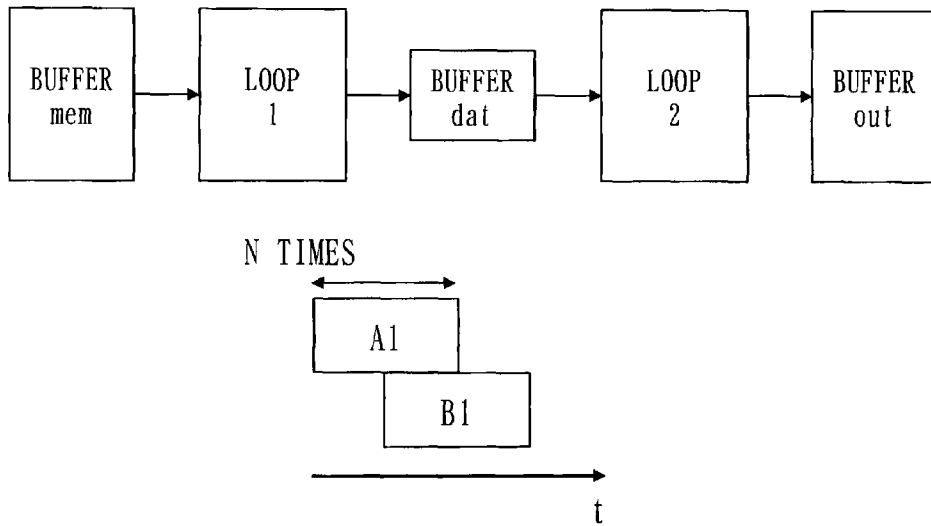 BUFFER
mem
LOOP
1
BUFFER
dat
LOOP
2
BUFFER
out
N TIMES
A1
B1
t